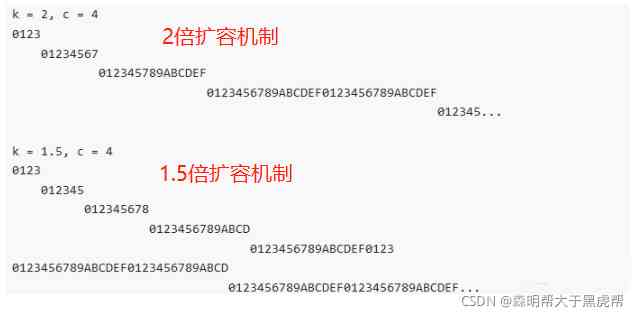 k = 2, c = 4
2倍扩容机制
0123
01234567
012345789ABCDEF
0123456789ABCDEF0123456789ABCDEF
012345...
k = 1.5, c = 4
1.5倍扩容机制
0123
012345
012345678
0123456789ABCD
0123456789ABCDEF0123
0123456789ABCDEF0123456789ABCD
0123456789ABCDEF0123456789ABCDEF...
CSDN @淼明帮大于黑虎帮